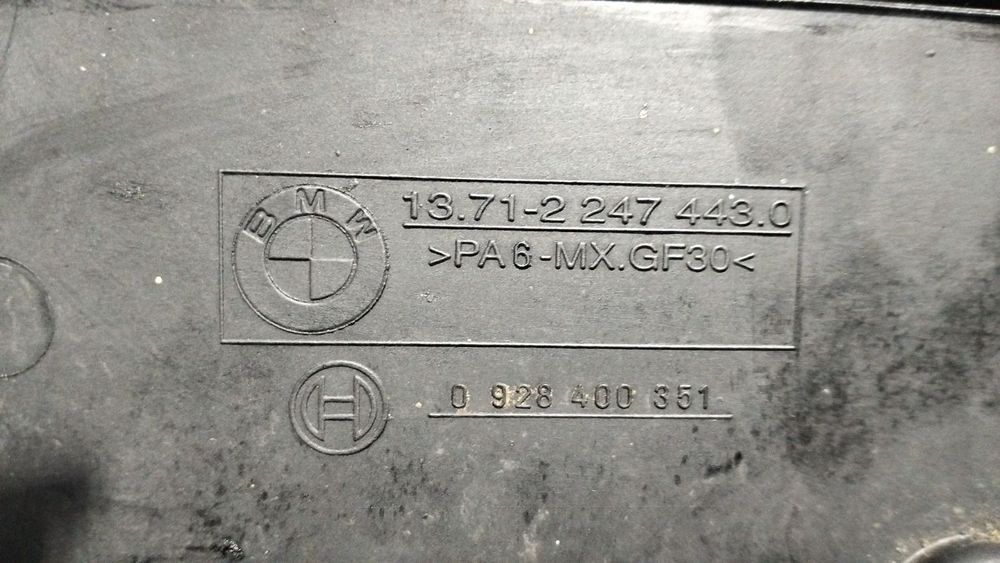 BMW
13.71-2 247 443.0
>PA6-MX.GF30<
0 928 400 351